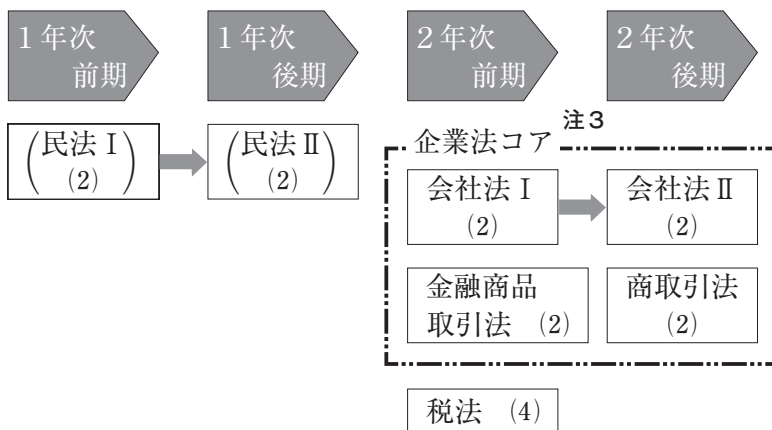 1年次
前期
1年次
後期
2年次
前期
2年次
後期
注3
企業法コア
(民法Ⅰ
(2))
(民法Ⅱ
(2))
会社法Ⅰ
(2)
会社法Ⅱ
(2)
金融商品
取引法 (2)
商取引法
(2)
税法 (4)